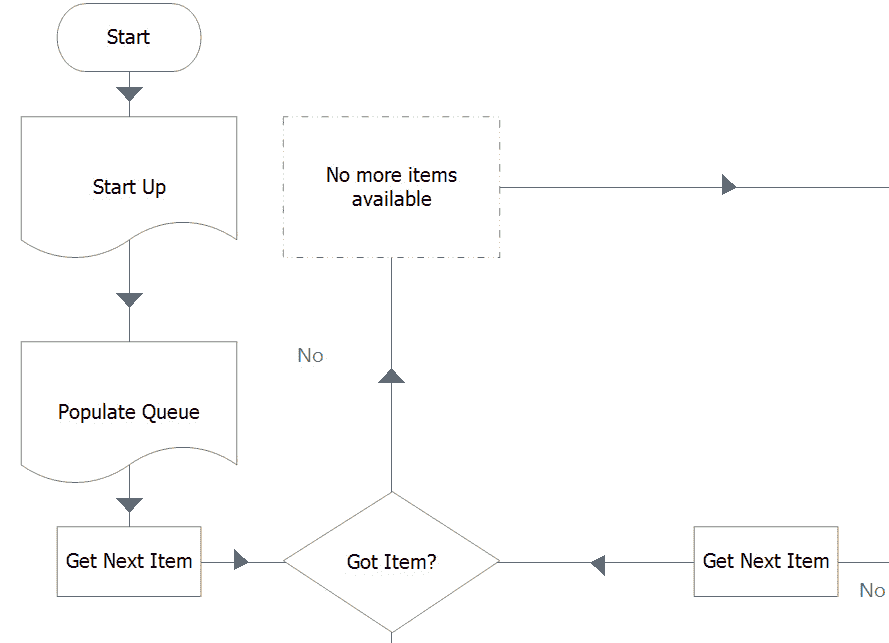 Start
Start Up
No more items
available
No
Populate Queue
Get Next Item
Got Item?
Get Next Item
No